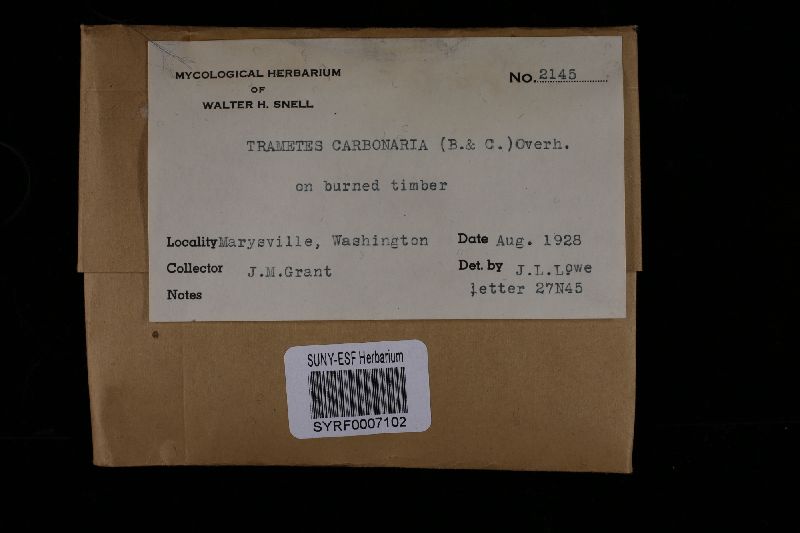 MYCOLOGICAL HERBARIUM
OF
WALTER H. SNELL
No. 2145
TRAMETES CARBONARIA (B.& C.)Overh.
on burned timber
Locality Marysville, Washington
Date Aug. 1928
Collector J.M.Grant
Det. by J.L.Lowe
letter 27N45
Notes
SUNY-ESF Herbarium
SYRF0007102